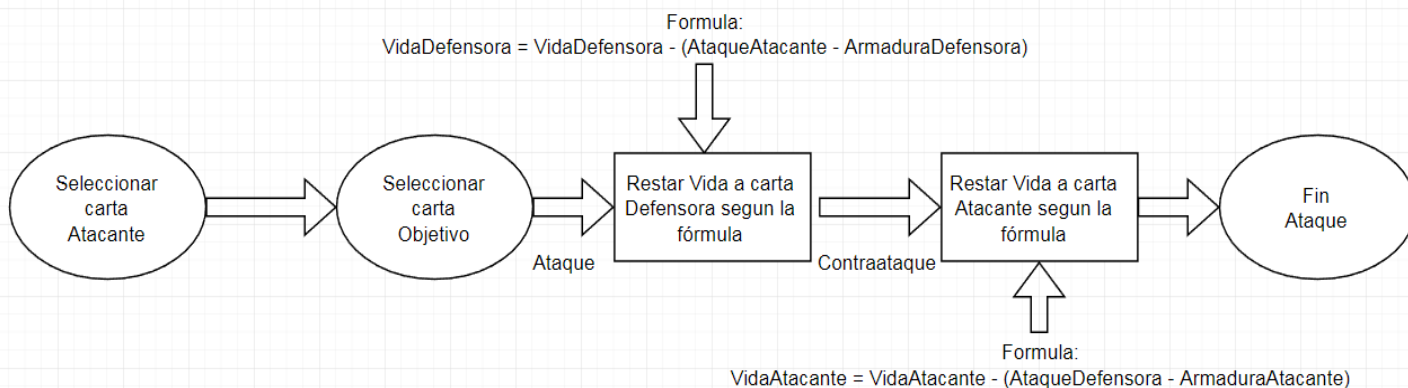 Formula:
VidaDefensora = VidaDefensora - (AtaqueAtacante - ArmaduraDefensora)
Seleccionar
carta
Atacante
Seleccionar
carta
Objetivo
Ataque
Restar Vida a carta
Defensora segun la
fórmula
Contraataque
Restar Vida a carta
Atacante segun la
fórmula
Fin
Ataque
Formula:
VidaAtacante = VidaAtacante - (AtaqueDefensora - ArmaduraAtacante)